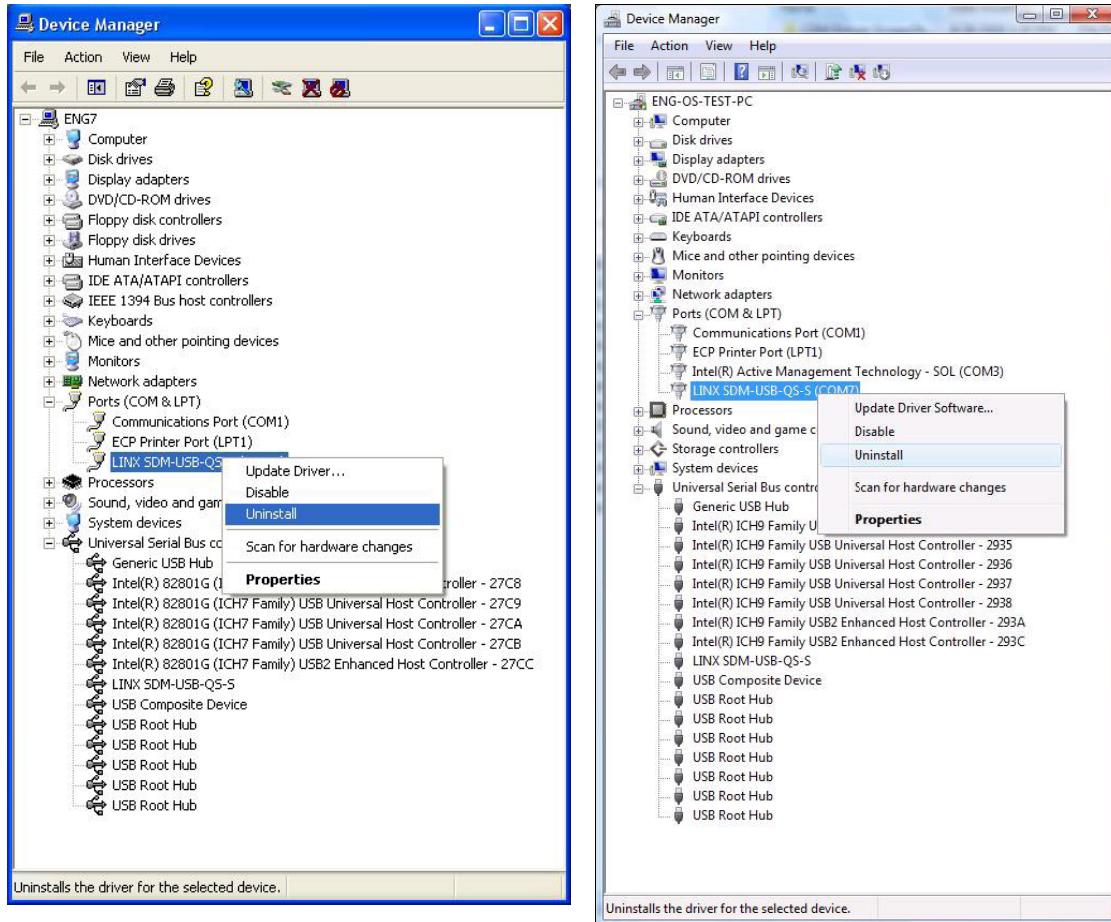 Device Manager
File Action View Help
ENG7
Computer
Disk drives
Display adapters
DVD/CD-ROM drives
Floppy disk controllers
Floppy disk drives
Human Interface Devices
IDE ATA/ATAPI controllers
IEEE 1394 Bus host controllers
Keyboards
Mice and other pointing devices
Monitors
Network adapters
Ports (COM & LPT)
Communications Port (COM1)
ECP Printer Port (LPT1)
LINX SDM-USB-QS
Processors
Sound, video and gam
System devices
Universal Serial Bus co
Generic USB Hub
Intel(R) 82801G (I troller - 27C8
Intel(R) 82801G (ICH7 Family) USB Universal Host Controller - 27C9
Intel(R) 82801G (ICH7 Family) USB Universal Host Controller - 27CA
Intel(R) 82801G (ICH7 Family) USB Universal Host Controller - 27CB
Intel(R) 82801G (ICH7 Family) USB2 Enhanced Host Controller - 27CC
LINX SDM-USB-QS-S
USB Composite Device
USB Root Hub
USB Root Hub
USB Root Hub
USB Root Hub
USB Root Hub
Update Driver...
Disable
Uninstall
Scan for hardware changes
Properties
Uninstalls the driver for the selected device.
Device Manager
File Action View Help
ENG-OS-TEST-PC
Computer
Disk drives
Display adapters
DVD/CD-ROM drives
Human Interface Devices
IDE ATA/ATAPI controllers
Keyboards
Mice and other pointing devices
Monitors
Network adapters
Ports (COM & LPT)
Communications Port (COM1)
ECP Printer Port (LPT1)
Intel(R) Active Management Technology - SOL (COM3)
LINX SDM-USB-QS-S (COM7)
Processors
Sound, video and game c
Storage controllers
System devices
Universal Serial Bus contro
Generic USB Hub
Intel(R) ICH9 Family U
Intel(R) ICH9 Family USB Universal Host Controller - 2935
Intel(R) ICH9 Family USB Universal Host Controller - 2936
Intel(R) ICH9 Family USB Universal Host Controller - 2937
Intel(R) ICH9 Family USB Universal Host Controller - 2938
Intel(R) ICH9 Family USB2 Enhanced Host Controller - 293A
Intel(R) ICH9 Family USB2 Enhanced Host Controller - 293C
LINX SDM-USB-QS-S
USB Composite Device
USB Root Hub
USB Root Hub
USB Root Hub
USB Root Hub
USB Root Hub
USB Root Hub
USB Root Hub
Update Driver Software...
Disable
Uninstall
Scan for hardware changes
Properties
Uninstalls the driver for the selected device.